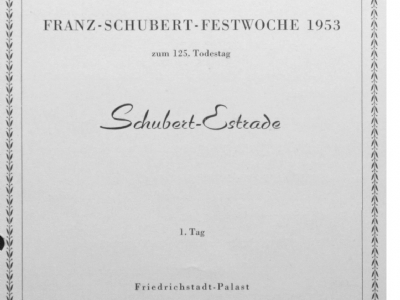 FRANZ-SCHUBERT-FESTWOCHE 1953
zum 125. Todestag
Schubert-Estrade
1. Tag
Friedrichstadt-Palast